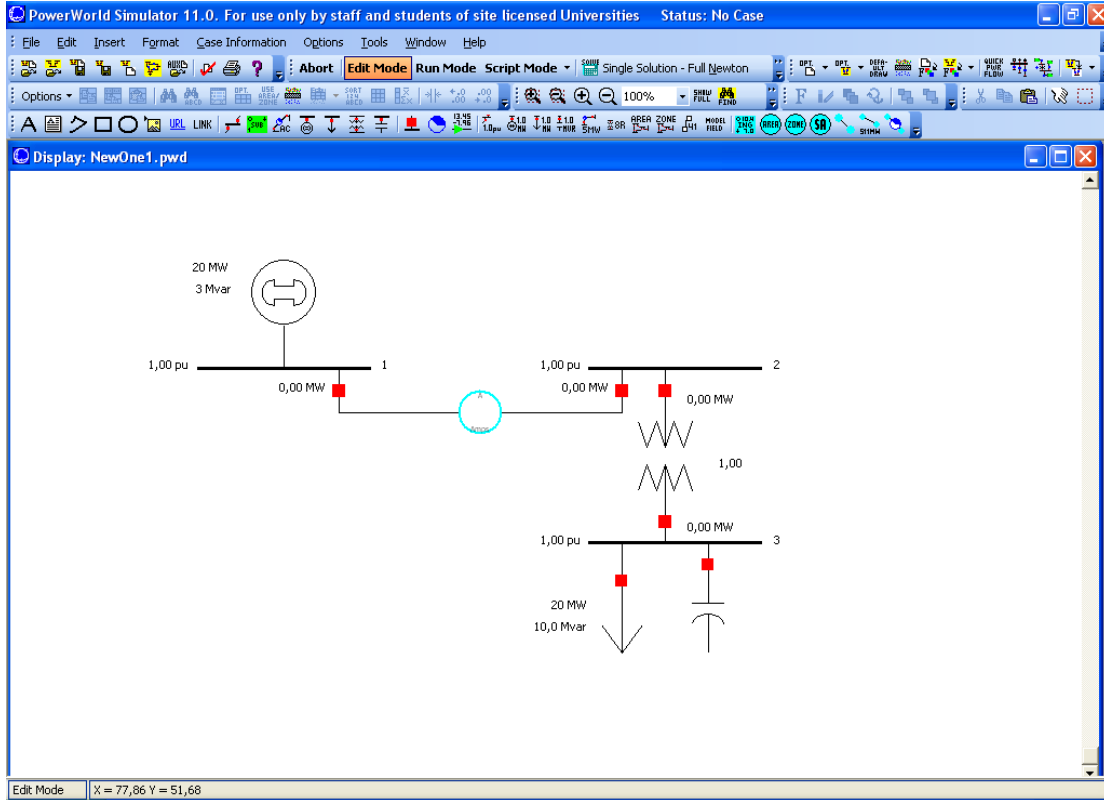 PowerWorld Simulator 11.0. For use only by staff and students of site licensed Universities Status: No Case
File Edit Insert Format Case Information Options Tools Window Help
Abort Edit Mode Run Mode Script Mode Single Solution - Full Newton
Options 100%
A URL LINK
Display: NewOne1.pwd
20 MW
3 Mvar
1,00 pu 1
0,00 MW
A
Amps
1,00 pu 2
0,00 MW
0,00 MW
1,00
0,00 MW
1,00 pu 3
20 MW
10,0 Mvar
Edit Mode X = 77,86 Y = 51,68